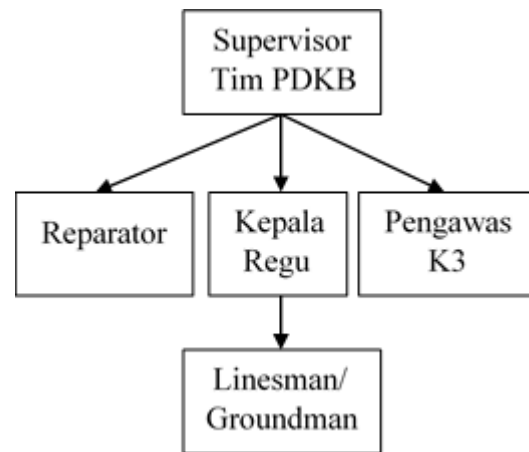 Supervisor
Tim PDKB
Reparator
Kepala
Regu
Pengawas
K3
Linesman/
Groundman